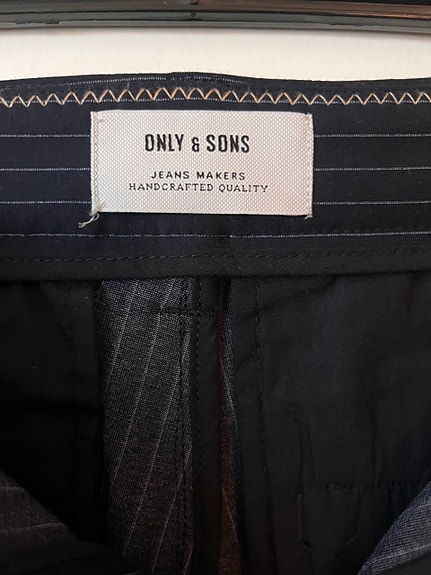 ONLY & SONS
JEANS MAKERS
HANDCRAFTED QUALITY